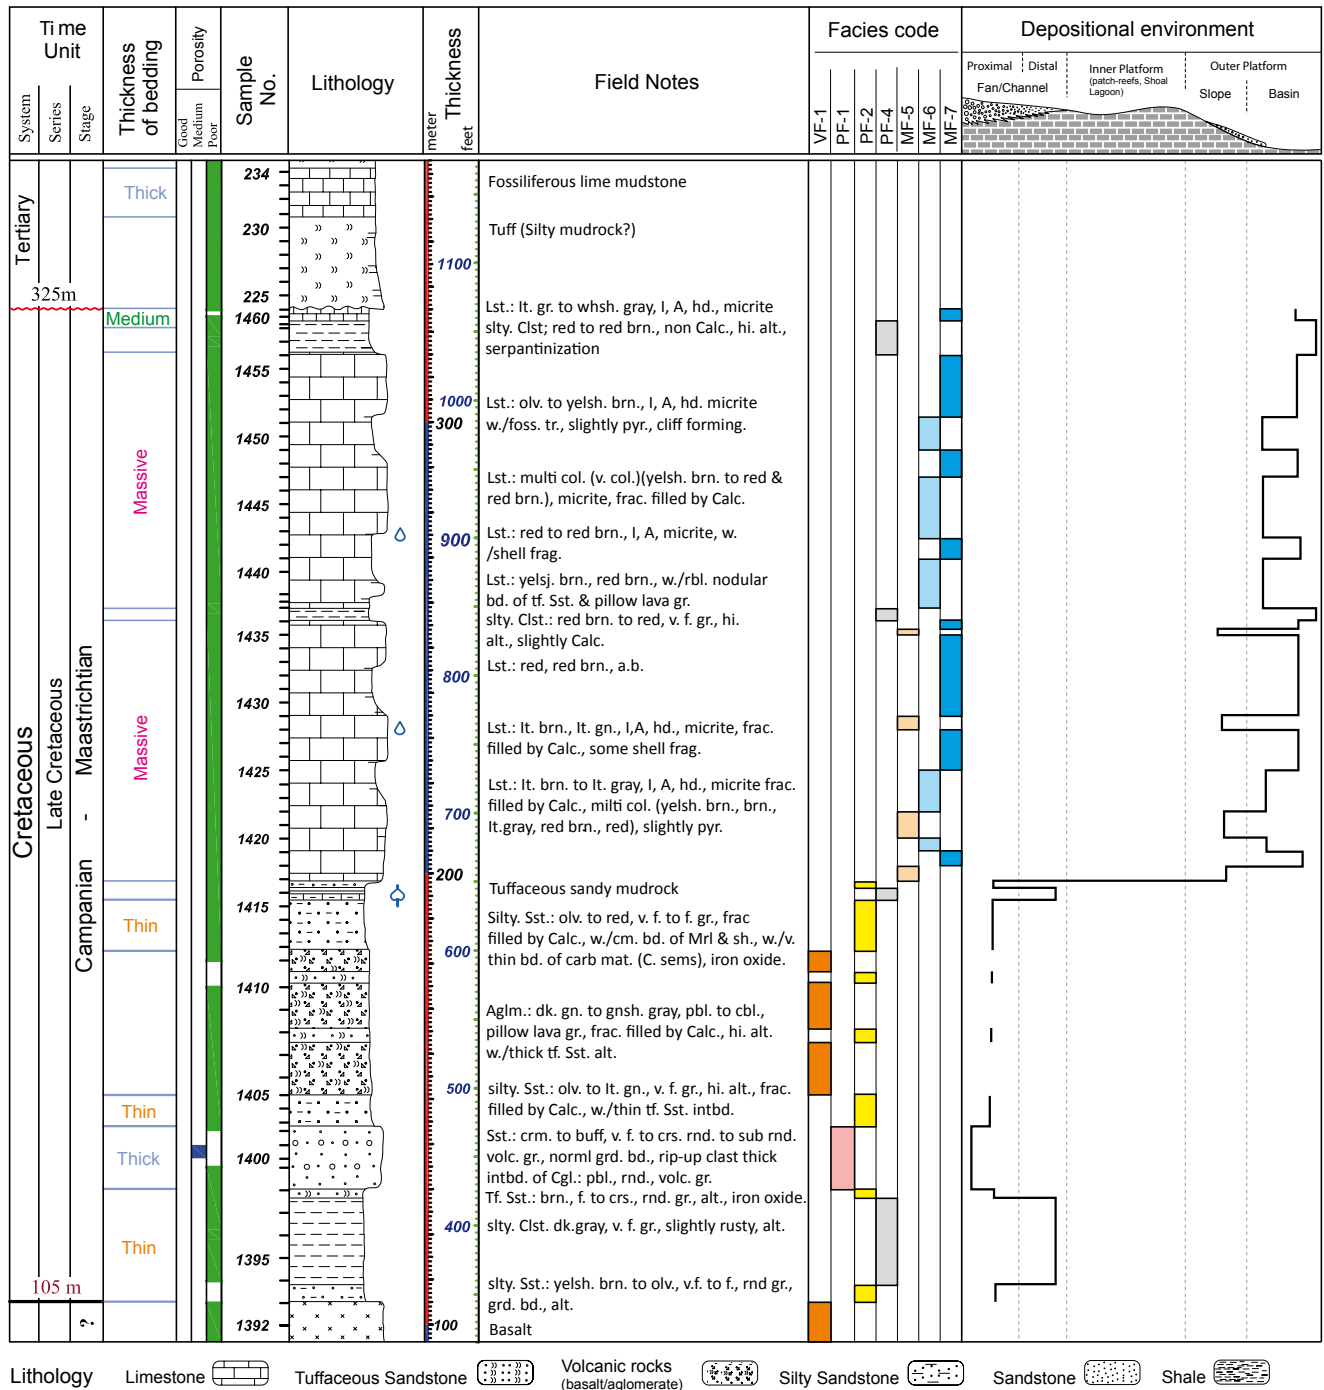 Time
Unit
System
Series
Stage
Thickness
of bedding
Porosity
Good
Medium
Poor
Sample
No.
Lithology
meter
Thickness
feet
Field Notes
Facies code
VF-1
PF-1
PF-2
PF-4
MF-5
MF-6
MF-7
Depositional environment
Proximal
Distal
Fan/Channel
Inner Platform
(patch-reefs, Shoal
Lagoon)
Outer Platform
Slope
Basin
Tertiary
325m
Cretaceous
Late Cretaceous
Campanian - Maastrichtian
105 m
?
Thick
Medium
Massive
Massive
Thin
Thin
Thick
Thin
234
230
225
1460
1455
1450
1445
1440
1435
1430
1425
1420
1415
1410
1405
1400
1395
1392
1100
1000
300
900
800
700
200
600
500
400
100
Fossiliferous lime mudstone
Tuff (Silty mudrock?)
Lst.: lt. gr. to whsh. gray, I, A, hd., micrite
slty. Clst; red to red brn., non Calc., hi. alt.,
serpantinization
Lst.: olv. to yelsh. brn., I, A, hd. micrite
w./foss. tr., slightly pyr., cliff forming.
Lst.: multi col. (v. col.)(yelsh. brn. to red &
red brn.), micrite, frac. filled by Calc.
Lst.: red to red brn., I, A, micrite, w.
/shell frag.
Lst.: yelsj. brn., red brn., w./rbl. nodular
bd. of tf. Sst. & pillow lava gr.
slty. Clst.: red brn. to red, v. f. gr., hi.
alt., slightly Calc.
Lst.: red, red brn., a.b.
Lst.: lt. brn., lt. gn., I,A, hd., micrite, frac.
filled by Calc., some shell frag.
Lst.: lt. brn. to lt. gray, I, A, hd., micrite frac.
filled by Calc., milti col. (yelsh. brn., brn.,
lt.gray, red brn., red), slightly pyr.
Tuffaceous sandy mudrock
Silty. Sst.: olv. to red, v. f. to f. gr., frac
filled by Calc., w./cm. bd. of Mrl & sh., w./v.
thin bd. of carb mat. (C. sems), iron oxide.
Aglm.: dk. gn. to gnsh. gray, pbl. to cbl.,
pillow lava gr., frac. filled by Calc., hi. alt.
w./thick tf. Sst. alt.
silty. Sst.: olv. to lt. gn., v. f. gr., hi. alt., frac.
filled by Calc., w./thin tf. Sst. intbd.
Sst.: crm. to buff, v. f. to crs. rnd. to sub rnd.
volc. gr., norml grd. bd., rip-up clast thick
intbd. of Cgl.: pbl., rnd., volc. gr.
Tf. Sst.: brn., f. to crs., rnd. gr., alt., iron oxide.
slty. Clst. dk.gray, v. f. gr., slightly rusty, alt.
slty. Sst.: yelsh. brn. to olv., v.f. to f., rnd gr.,
grd. bd., alt.
Basalt
Lithology
Limestone
Tuffaceous Sandstone
Volcanic rocks
(basalt/aglomerate)
Silty Sandstone
Sandstone
Shale